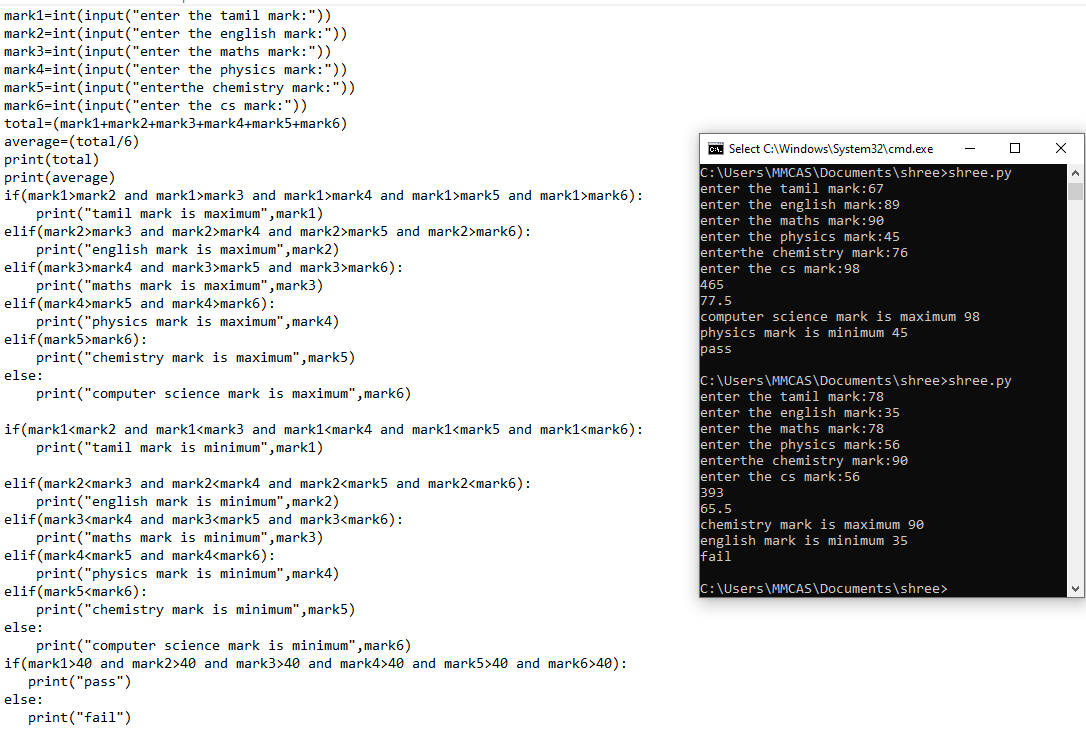 mark1=int(input("enter the tamil mark:"))
mark2=int(input("enter the english mark:"))
mark3=int(input("enter the maths mark:"))
mark4=int(input("enter the physics mark:"))
mark5=int(input("enterthe chemistry mark:"))
mark6=int(input("enter the cs mark:"))
total=(mark1+mark2+mark3+mark4+mark5+mark6)
average=(total/6)
print(total)
print(average)
if(mark1>mark2 and mark1>mark3 and mark1>mark4 and mark1>mark5 and mark1>mark6):
    print("tamil mark is maximum",mark1)
elif(mark2>mark3 and mark2>mark4 and mark2>mark5 and mark2>mark6):
    print("english mark is maximum",mark2)
elif(mark3>mark4 and mark3>mark5 and mark3>mark6):
    print("maths mark is maximum",mark3)
elif(mark4>mark5 and mark4>mark6):
    print("physics mark is maximum",mark4)
elif(mark5>mark6):
    print("chemistry mark is maximum",mark5)
else:
    print("computer science mark is maximum",mark6)
if(mark1<mark2 and mark1<mark3 and mark1<mark4 and mark1<mark5 and mark1<mark6):
    print("tamil mark is minimum",mark1)
elif(mark2<mark3 and mark2<mark4 and mark2<mark5 and mark2<mark6):
    print("english mark is minimum",mark2)
elif(mark3<mark4 and mark3<mark5 and mark3<mark6):
    print("maths mark is minimum",mark3)
elif(mark4<mark5 and mark4<mark6):
    print("physics mark is minimum",mark4)
elif(mark5<mark6):
    print("chemistry mark is minimum",mark5)
else:
    print("computer science mark is minimum",mark6)
if(mark1>40 and mark2>40 and mark3>40 and mark4>40 and mark5>40 and mark6>40):
   print("pass")
else:
   print("fail")
C:\. Select C:\Windows\System32\cmd.exe
C:\Users\MMCAS\Documents\shree>shree.py
enter the tamil mark:67
enter the english mark:89
enter the maths mark:90
enter the physics mark:45
enterthe chemistry mark:76
enter the cs mark:98
465
77.5
computer science mark is maximum 98
physics mark is minimum 45
pass
C:\Users\MMCAS\Documents\shree>shree.py
enter the tamil mark:78
enter the english mark:35
enter the maths mark:78
enter the physics mark:56
enterthe chemistry mark:90
enter the cs mark:56
393
65.5
chemistry mark is maximum 90
english mark is minimum 35
fail
C:\Users\MMCAS\Documents\shree>